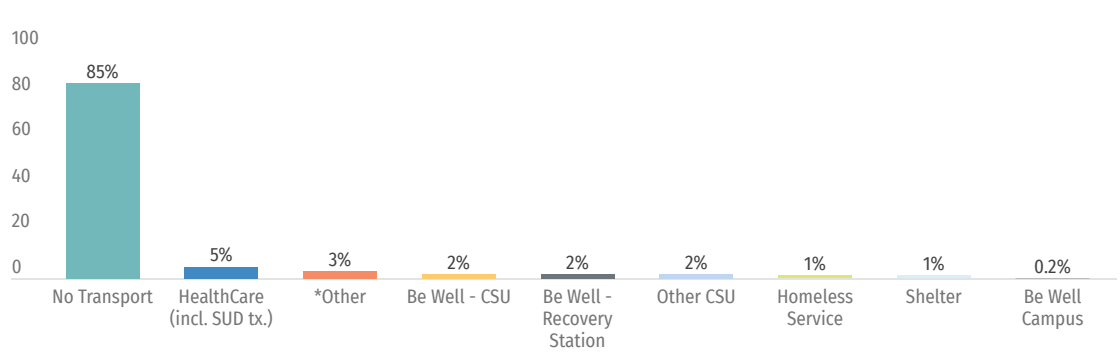 100
80
60
40
20
0
85%
5%
3%
2%
2%
2%
1%
1%
0.2%
No Transport
HealthCare
(incl. SUD tx.)
*Other
Be Well - CSU
Be Well -
Recovery
Station
Other CSU
Homeless
Service
Shelter
Be Well
Campus